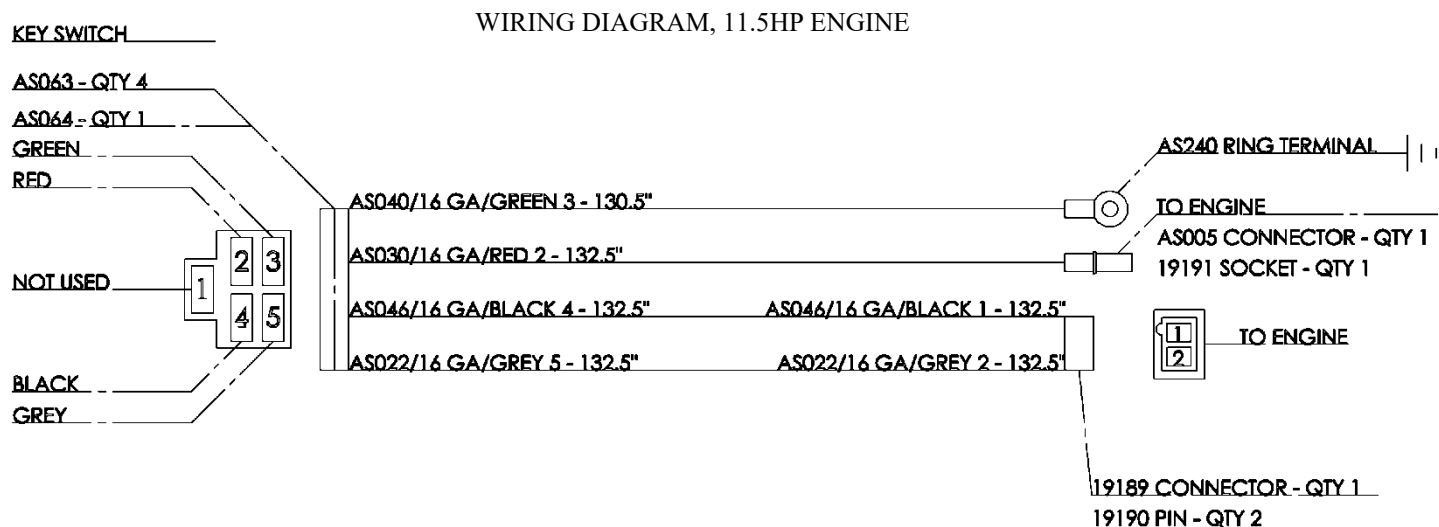 WIRING DIAGRAM, 11.5HP ENGINE
KEY SWITCH
AS063 - QTY 4
AS064 - QTY 1
GREEN
RED
NOT USED
BLACK
GREY
1
2 3
4 5
AS040/16 GA/GREEN 3 - 130.5"
AS030/16 GA/RED 2 - 132.5"
AS046/16 GA/BLACK 4 - 132.5" AS046/16 GA/BLACK 1 - 132.5"
AS022/16 GA/GREY 5 - 132.5" AS022/16 GA/GREY 2 - 132.5"
AS240 RING TERMINAL
TO ENGINE
AS005 CONNECTOR - QTY 1
19191 SOCKET - QTY 1
1
2
TO ENGINE
19189 CONNECTOR - QTY 1
19190 PIN - QTY 2